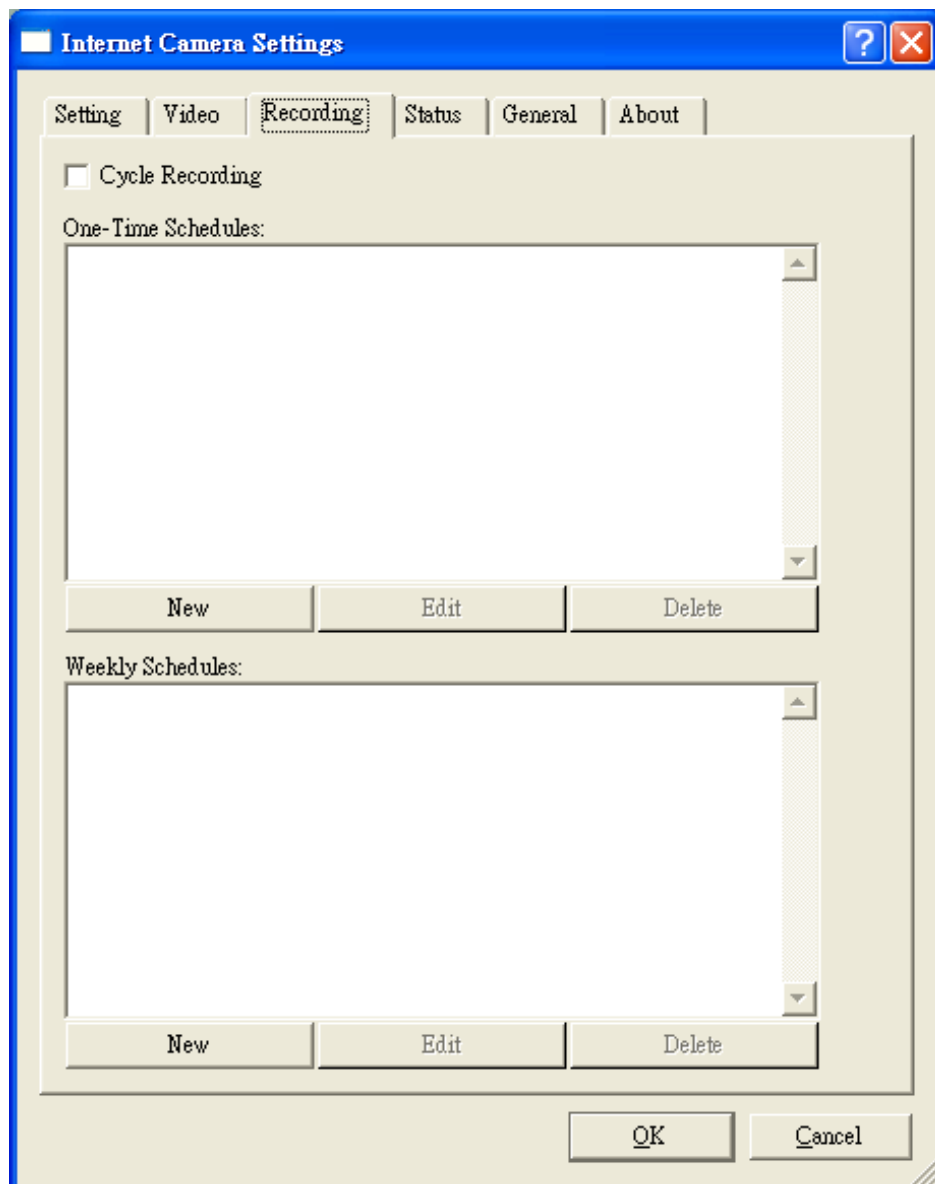 Internet Camera Settings
?
Setting Video Recording Status General About
Cycle Recording
One-Time Schedules:
New Edit Delete
Weekly Schedules:
New Edit Delete
OK Cancel